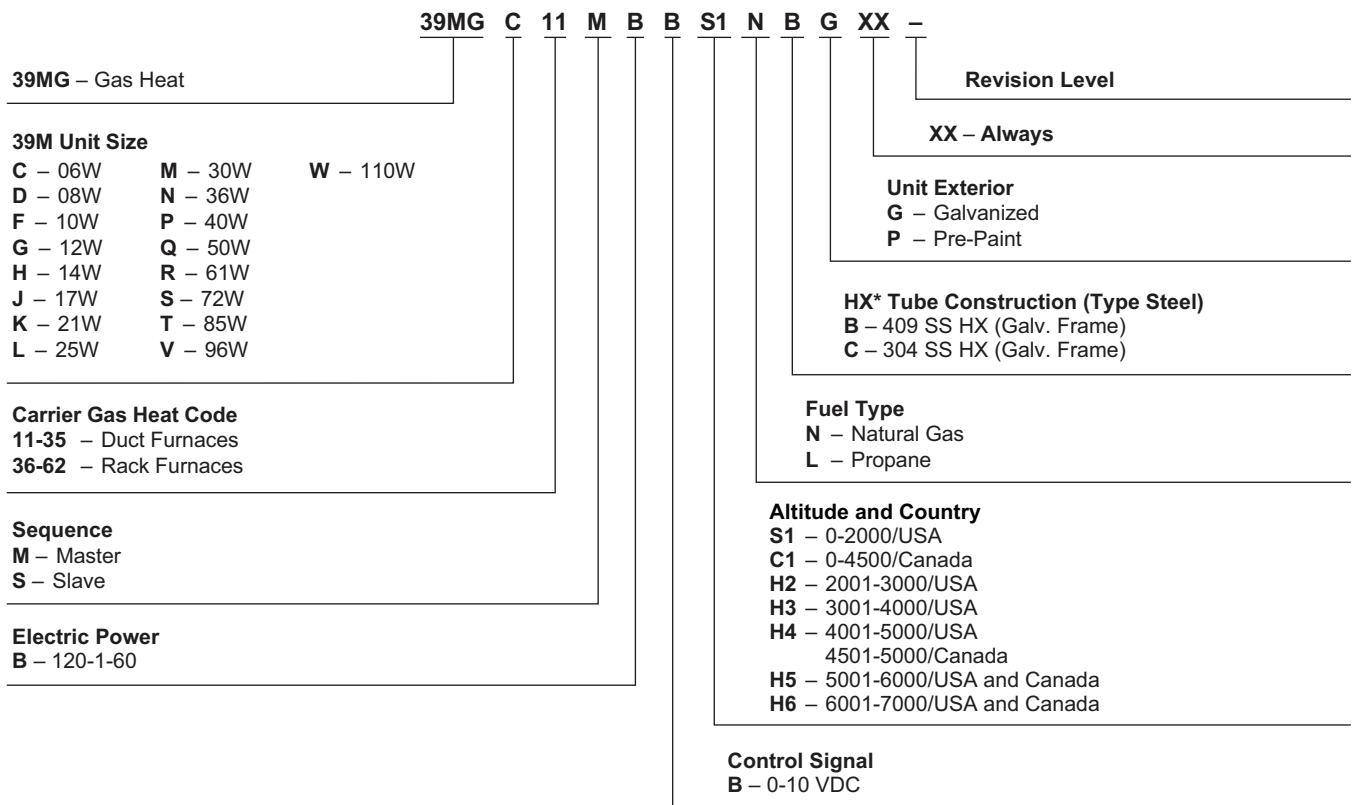 39MG C 11 M B B S1 N B G XX –
39MG – Gas Heat
39M Unit Size
C – 06W M – 30W W – 110W
D – 08W N – 36W
F – 10W P – 40W
G – 12W Q – 50W
H – 14W R – 61W
J – 17W S – 72W
K – 21W T – 85W
L – 25W V – 96W
Carrier Gas Heat Code
11-35 – Duct Furnaces
36-62 – Rack Furnaces
Sequence
M – Master
S – Slave
Electric Power
B – 120-1-60
Revision Level
XX – Always
Unit Exterior
G – Galvanized
P – Pre-Paint
HX* Tube Construction (Type Steel)
B – 409 SS HX (Galv. Frame)
C – 304 SS HX (Galv. Frame)
Fuel Type
N – Natural Gas
L – Propane
Altitude and Country
S1 – 0-2000/USA
C1 – 0-4500/Canada
H2 – 2001-3000/USA
H3 – 3001-4000/USA
H4 – 4001-5000/USA
4501-5000/Canada
H5 – 5001-6000/USA and Canada
H6 – 6001-7000/USA and Canada
Control Signal
B – 0-10 VDC